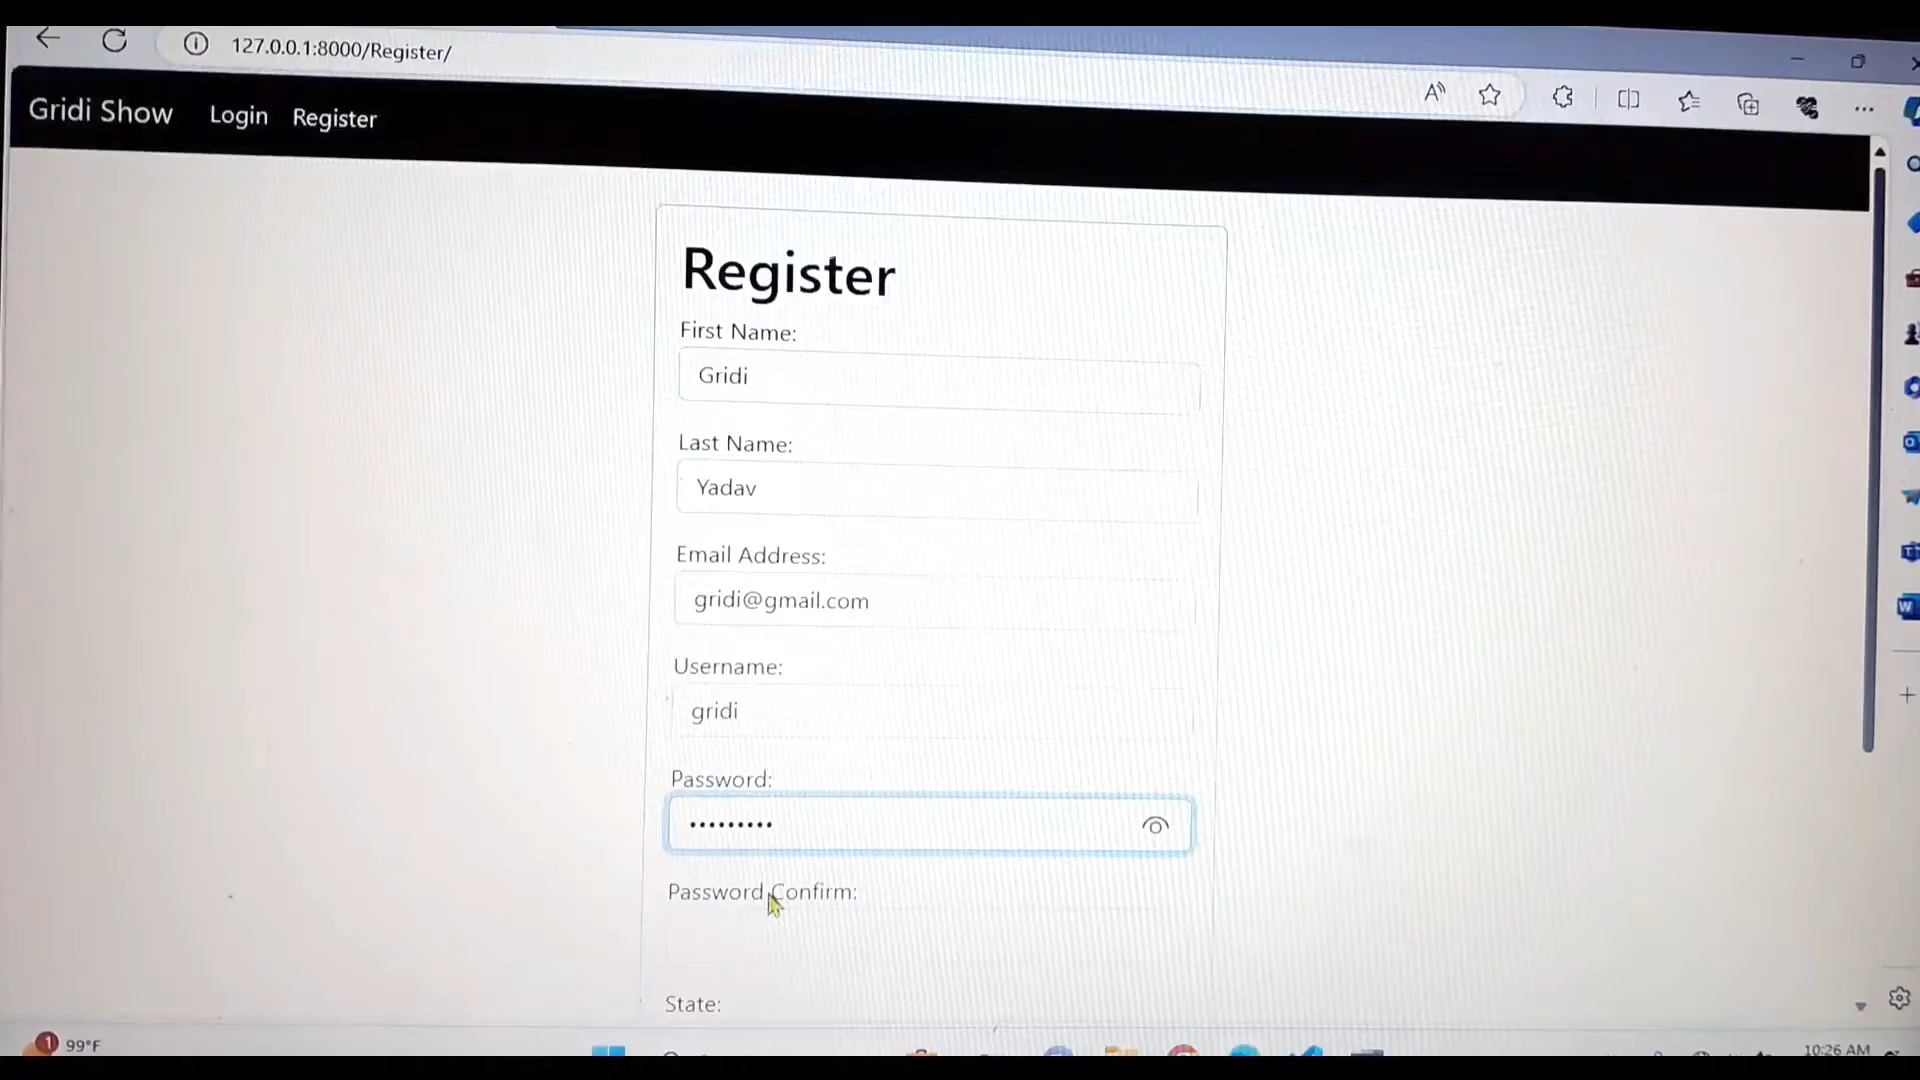 127.0.0.1:8000/Register/
Gridi Show Login Register
Register
First Name:
Gridi
Last Name:
Yadav
Email Address:
gridi@gmail.com
Username:
gridi
Password:
•••••••••
Password Confirm:
State:
1 99°F
10:26 AM